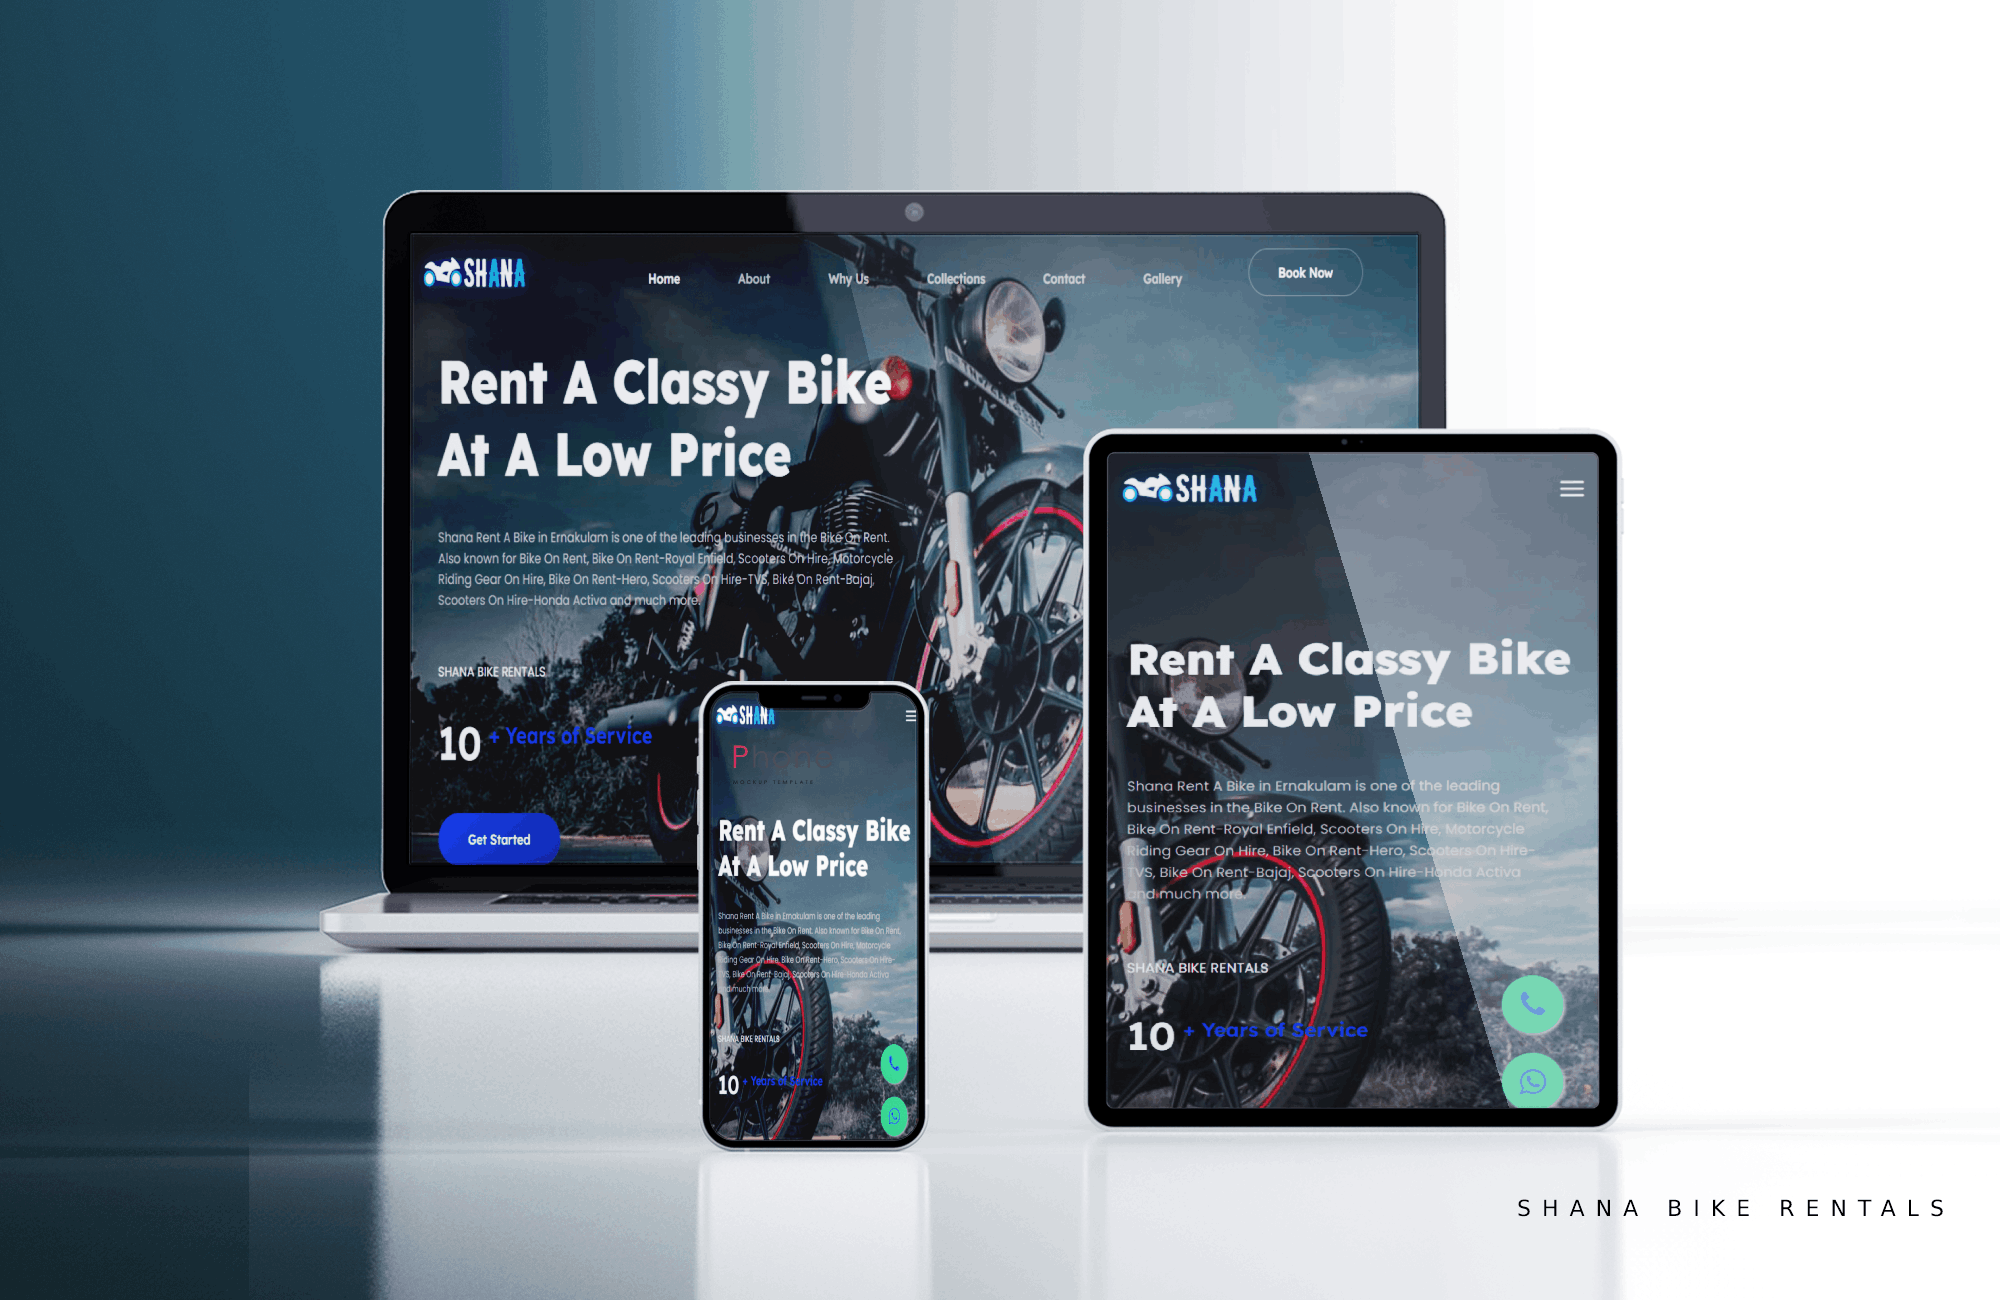 SHANA
Home About Why Us Collections Contact Gallery Book Now
Rent A Classy Bike
At A Low Price
Shana Rent A Bike in Ernakulam is one of the leading businesses in the Bike On Rent.
Also known for Bike On Rent, Bike On Rent-Royal Enfield, Scooters On Hire, Motorcycle
Riding Gear On Hire, Bike On Rent-Hero, Scooters On Hire-TVS, Bike On Rent-Bajaj,
Scooters On Hire-Honda Activa and much more.
SHANA BIKE RENTALS
10 + Years of Service
Get Started
SHANA
Phone
MOCKUP TEMPLATE
Rent A Classy Bike
At A Low Price
Shana Rent A Bike in Ernakulam is one of the leading
businesses in the Bike On Rent. Also known for Bike On Rent,
Bike On Rent-Royal Enfield, Scooters On Hire, Motorcycle
Riding Gear On Hire, Bike On Rent-Hero, Scooters On Hire-
TVS, Bike On Rent-Bajaj, Scooters On Hire-Honda Activa
and much more.
SHANA BIKE RENTALS
10 + Years of Service
SHANA
Rent A Classy Bike
At A Low Price
Shana Rent A Bike in Ernakulam is one of the leading
businesses in the Bike On Rent. Also known for Bike On Rent,
Bike On Rent-Royal Enfield, Scooters On Hire, Motorcycle
Riding Gear On Hire, Bike On Rent-Hero, Scooters On Hire-
TVS, Bike On Rent-Bajaj, Scooters On Hire-Honda Activa
and much more.
SHANA BIKE RENTALS
10 + Years of Service
SHANA BIKE RENTALS